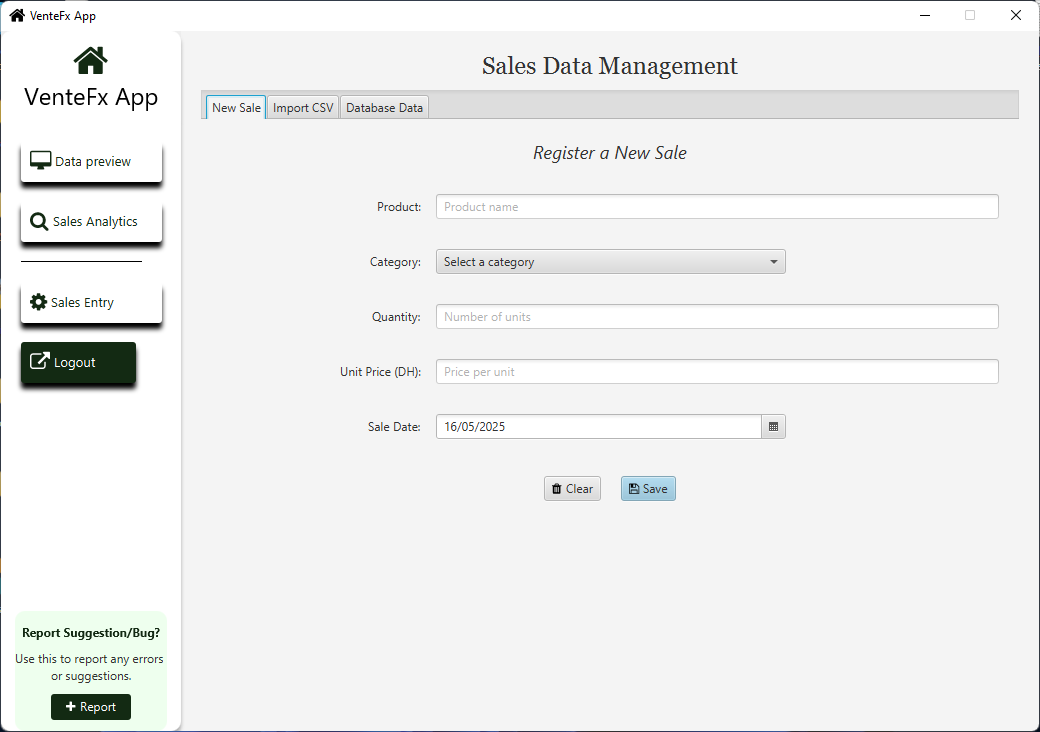 VenteFx App
VenteFx App
Data preview
Sales Analytics
Sales Entry
Logout
Report Suggestion/Bug?
Use this to report any errors
or suggestions.
Report
Sales Data Management
New Sale Import CSV Database Data
Register a New Sale
Product: Product name
Category: Select a category
Quantity: Number of units
Unit Price (DH): Price per unit
Sale Date: 16/05/2025
Clear Save